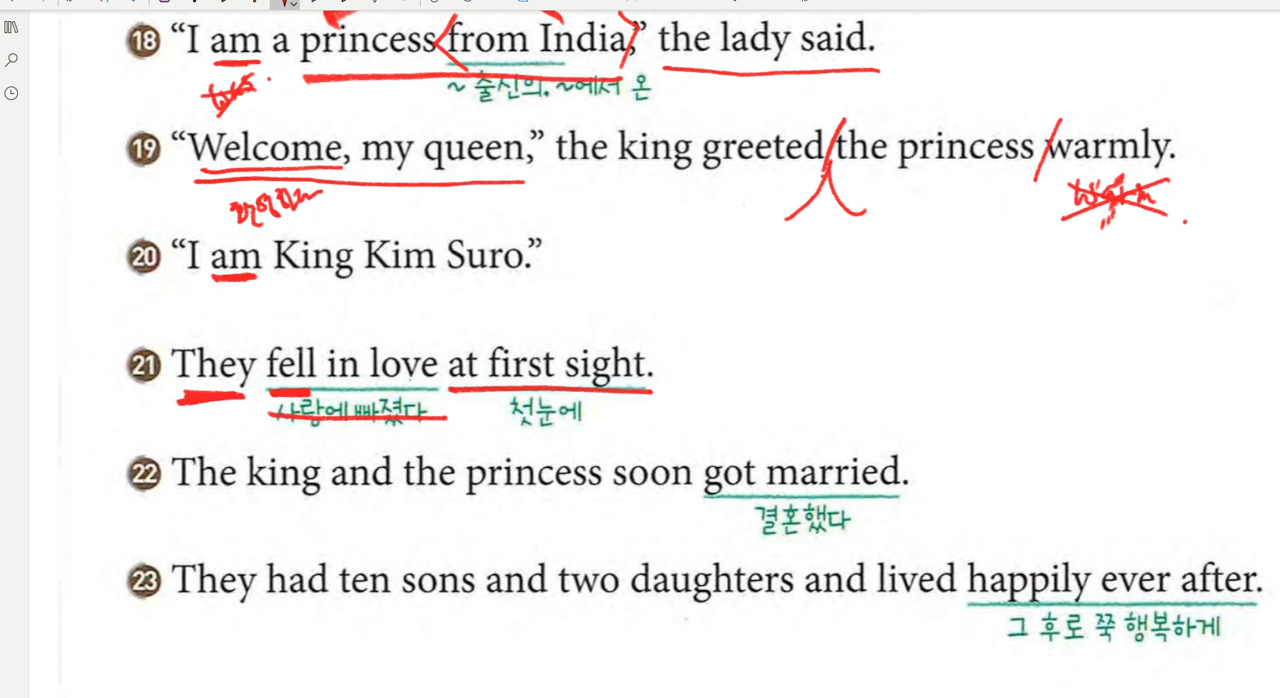 18 “I am a princess from India,” the lady said.
~ 출신의, ~에서 온
19 “Welcome, my queen,” the king greeted the princess warmly.
환영하다
20 “I am King Kim Suro.”
21 They fell in love at first sight.
사랑에 빠졌다 첫눈에
22 The king and the princess soon got married.
결혼했다
23 They had ten sons and two daughters and lived happily ever after.
그 후로 쭉 행복하게